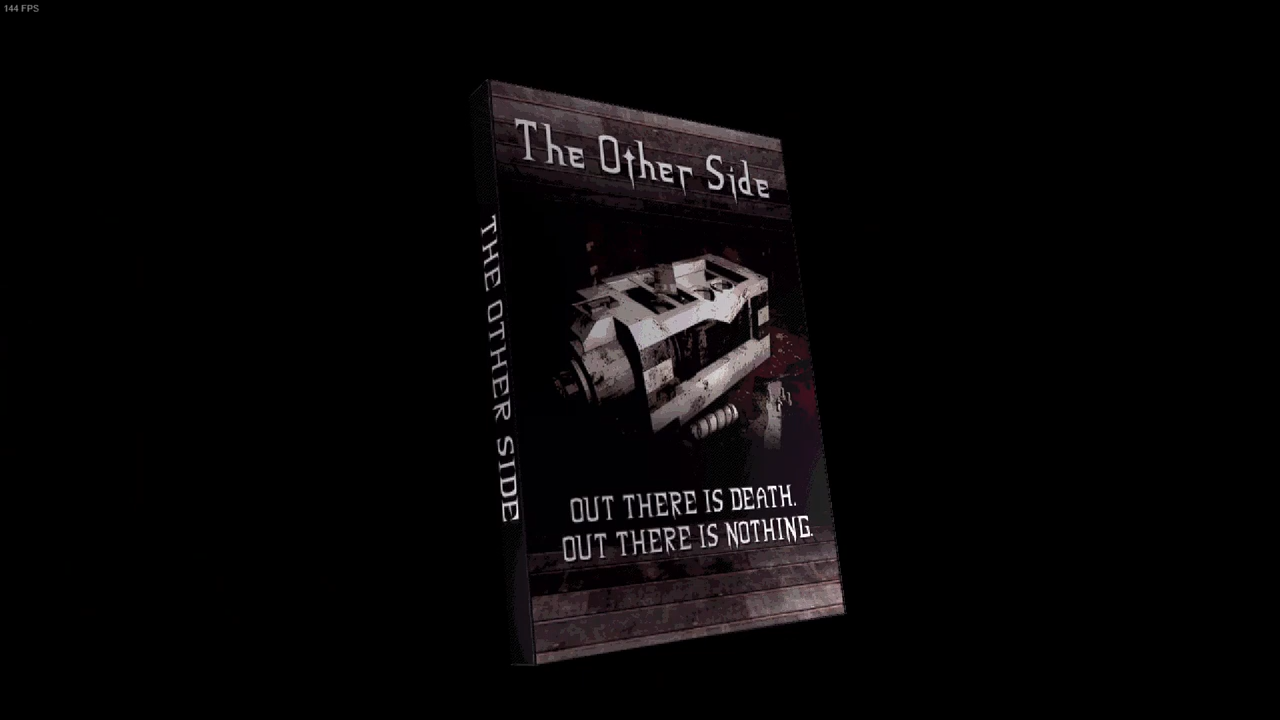 144 FPS
The Other Side
THE OTHER SIDE
OUT THERE IS DEATH.
OUT THERE IS NOTHING.